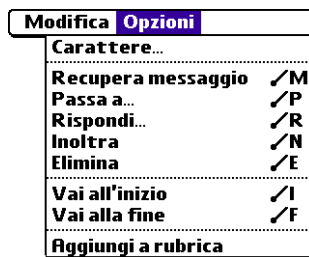 Modifica Opzioni
Carattere...
Recupera messaggio /M
Passa a... /P
Rispondi... /R
Inoltra /N
Elimina /E
Vai all'inizio /I
Vai alla fine /F
Aggiungi a rubrica